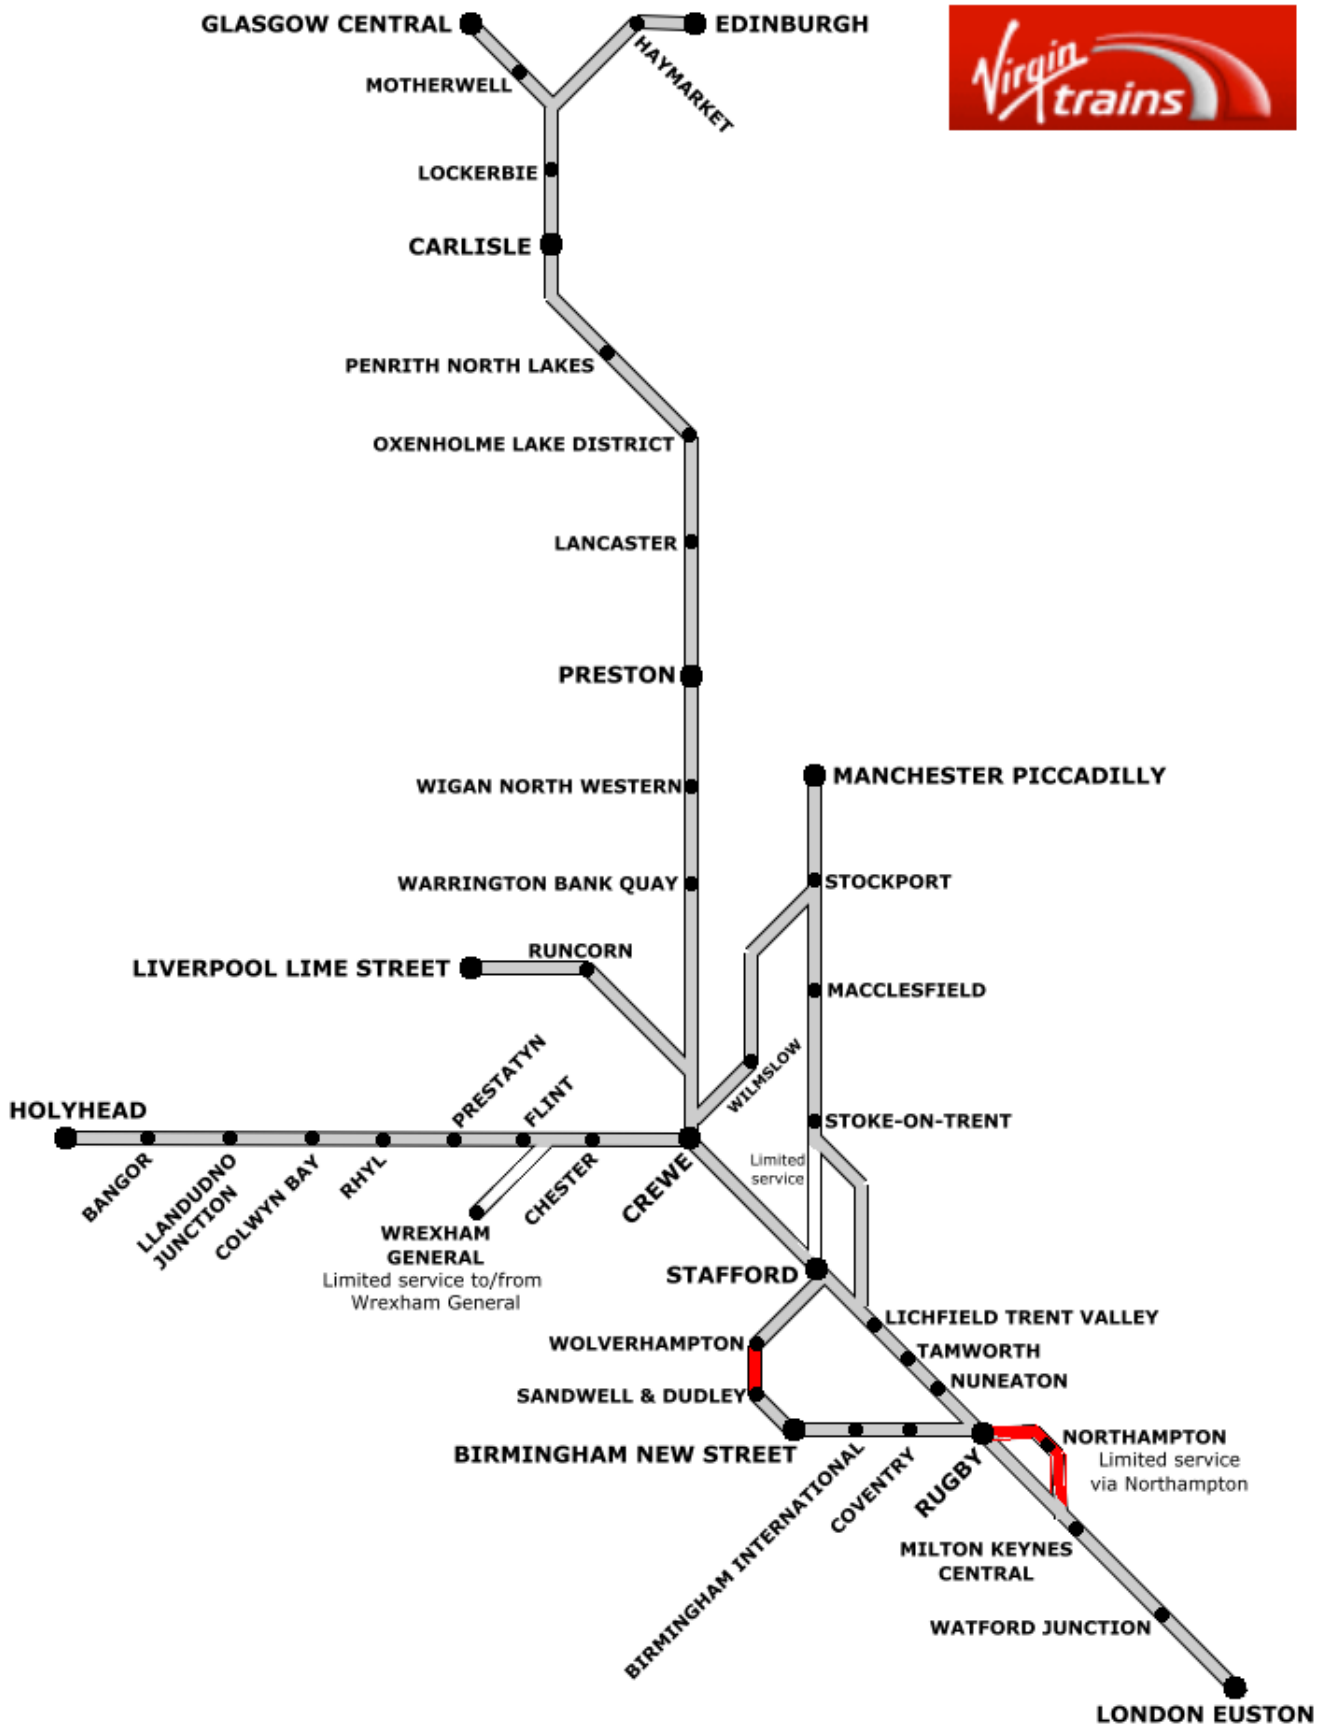 GLASGOW CENTRAL
EDINBURGH
Virgin
trains
MOTHERWELL
HAYMARKET
LOCKERBIE
CARLISLE
PENRITH NORTH LAKES
OXENHOLME LAKE DISTRICT
LANCASTER
PRESTON
MANCHESTER PICCADILLY
WIGAN NORTH WESTERN
WARRINGTON BANK QUAY
STOCKPORT
RUNCORN
LIVERPOOL LIME STREET
MACCLESFIELD
WILMSLOW
PRESTATYN
FLINT
HOLYHEAD
STOKE-ON-TRENT
BANGOR
LLANDUDNO
JUNCTION
COLWYN BAY
RHYL
CHESTER
CREWE
Limited
service
WREXHAM
GENERAL
Limited service to/from
Wrexham General
STAFFORD
LICHFIELD TRENT VALLEY
WOLVERHAMPTON
TAMWORTH
NUNEATON
SANDWELL & DUDLEY
BIRMINGHAM NEW STREET
NORTHAMPTON
Limited service
via Northampton
BIRMINGHAM INTERNATIONAL
COVENTRY
RUGBY
MILTON KEYNES
CENTRAL
WATFORD JUNCTION
LONDON EUSTON